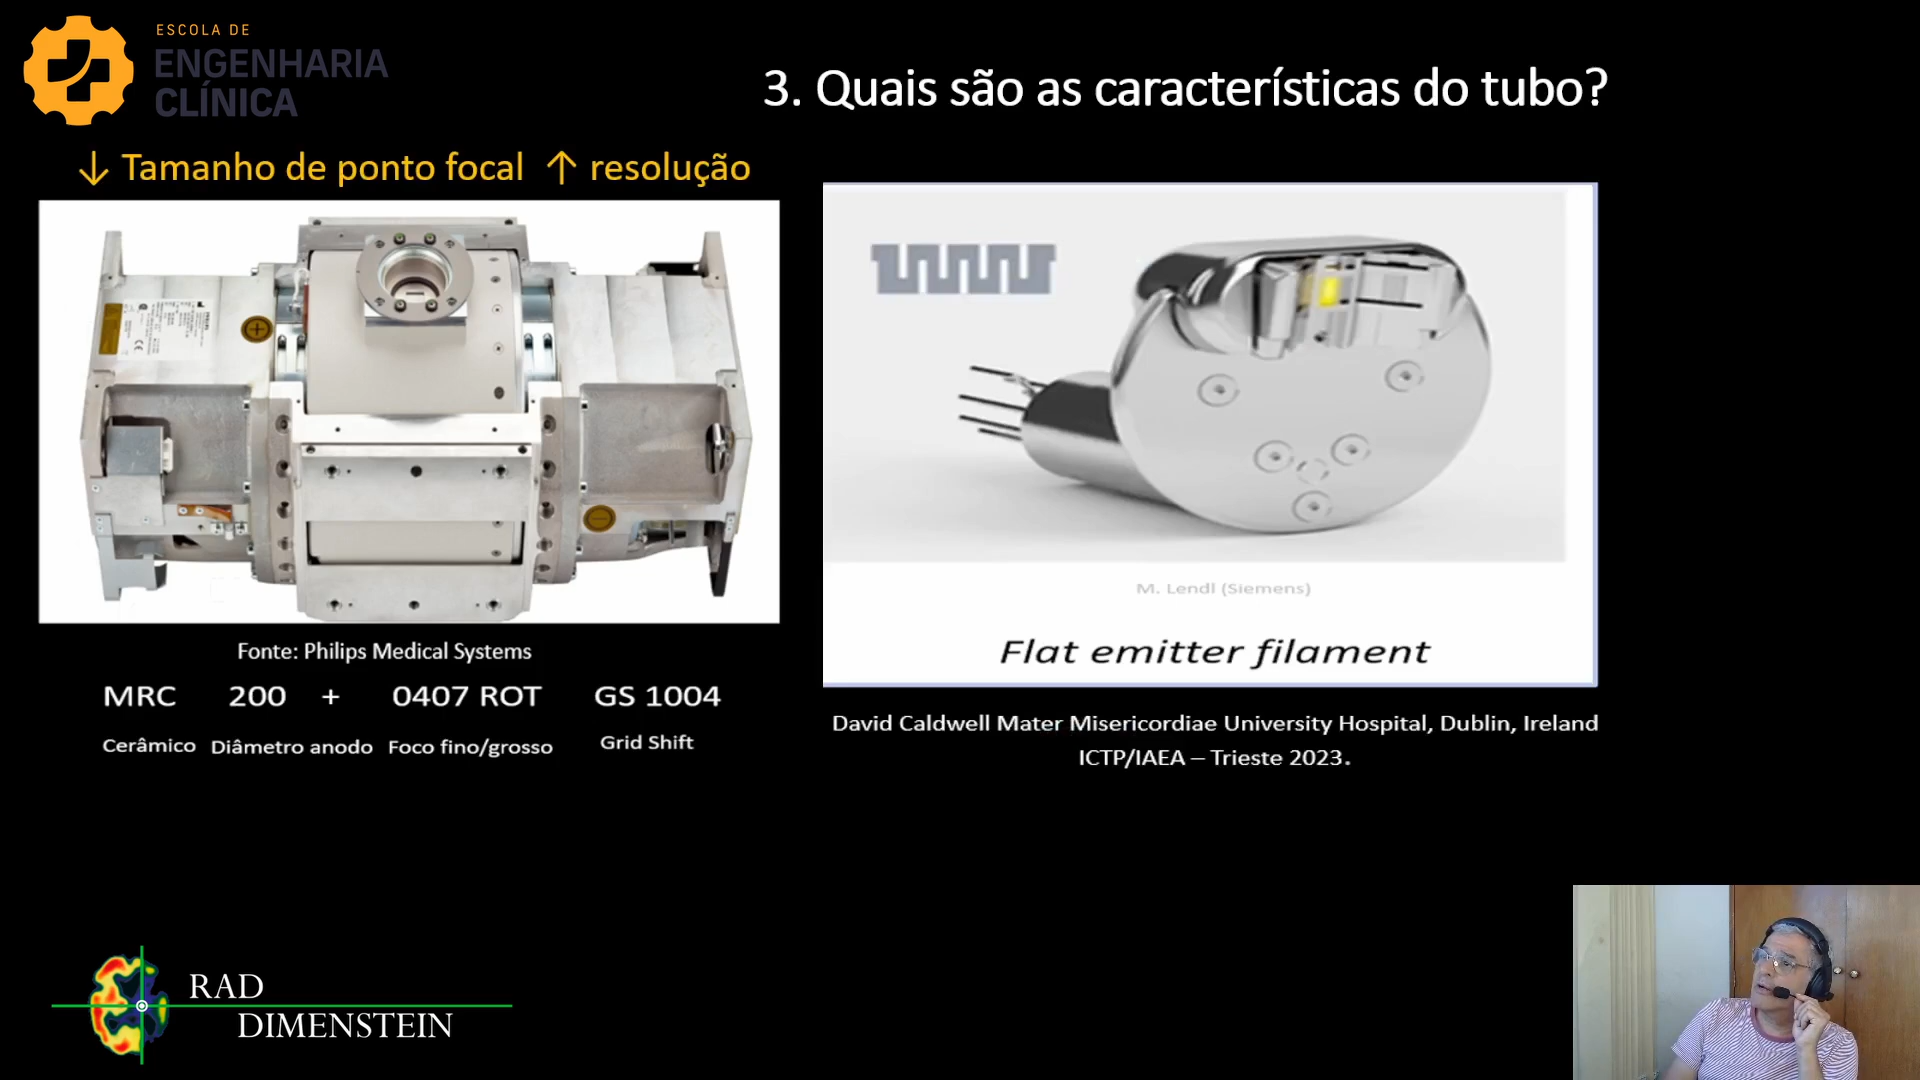 ESCOLA DE
ENGENHARIA
CLÍNICA
3. Quais são as características do tubo?
↓ Tamanho de ponto focal ↑ resolução
M. Lendl (Siemens)
Flat emitter filament
Fonte: Philips Medical Systems
MRC 200 + 0407 ROT GS 1004
Cerâmico Diâmetro anodo Foco fino/grosso Grid Shift
David Caldwell Mater Misericordiae University Hospital, Dublin, Ireland
ICTP/IAEA – Trieste 2023.
RAD
DIMENSTEIN